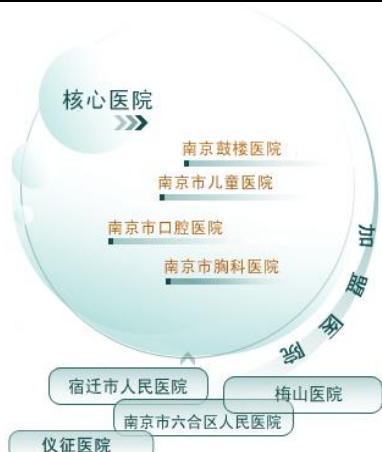 核心医院
南京鼓楼医院
南京市儿童医院
南京市口腔医院
南京市胸科医院
加盟医院
宿迁市人民医院
梅山医院
南京市六合区人民医院
仪征医院